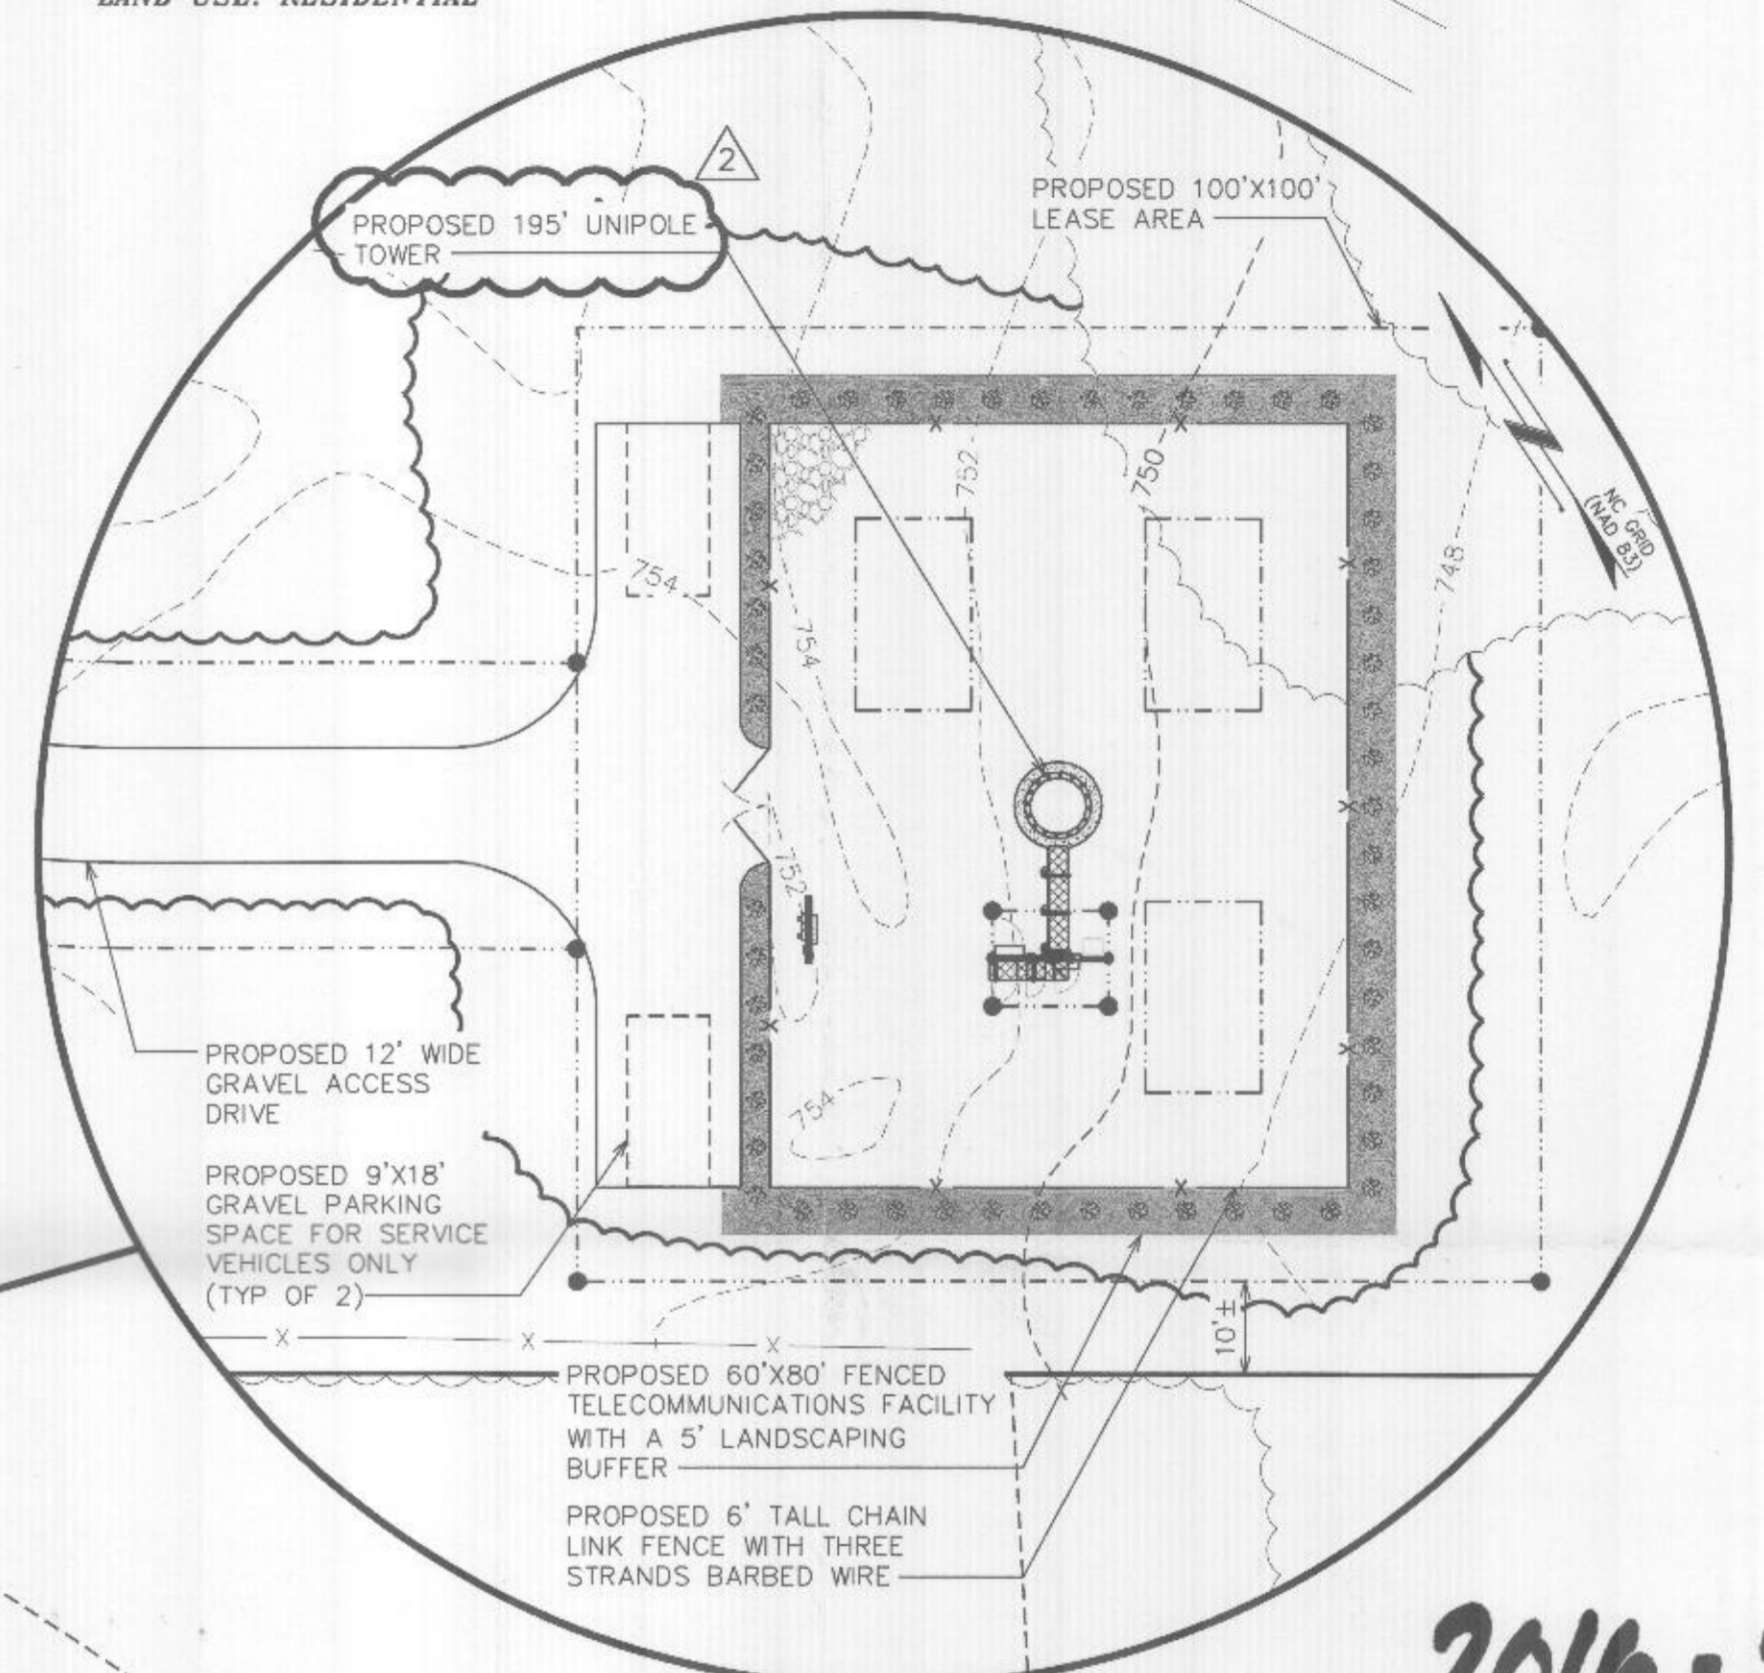 LAND USE: RESIDENTIAL
2
PROPOSED 195' UNIPOLE
TOWER
PROPOSED 100'X100'
LEASE AREA
NC GRID
(NAD 83)
752
750
748
754
754
752
754
PROPOSED 12' WIDE
GRAVEL ACCESS
DRIVE
PROPOSED 9'X18'
GRAVEL PARKING
SPACE FOR SERVICE
VEHICLES ONLY
(TYP OF 2)
10'±
PROPOSED 60'X80' FENCED
TELECOMMUNICATIONS FACILITY
WITH A 5' LANDSCAPING
BUFFER
PROPOSED 6' TALL CHAIN
LINK FENCE WITH THREE
STRANDS BARBED WIRE